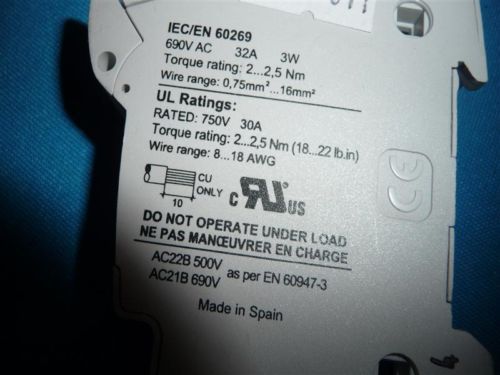 IEC/EN 60269
690V AC 32A 3W
Torque rating: 2...2,5 Nm
Wire range: 0,75mm²...16mm²
UL Ratings:
RATED: 750V 30A
Torque rating: 2...2,5 Nm (18...22 lb.in)
Wire range: 8...18 AWG
CU
ONLY
10
c RU US
CE
DO NOT OPERATE UNDER LOAD
NE PAS MANŒUVRER EN CHARGE
AC22B 500V
AC21B 690V
as per EN 60947-3
Made in Spain